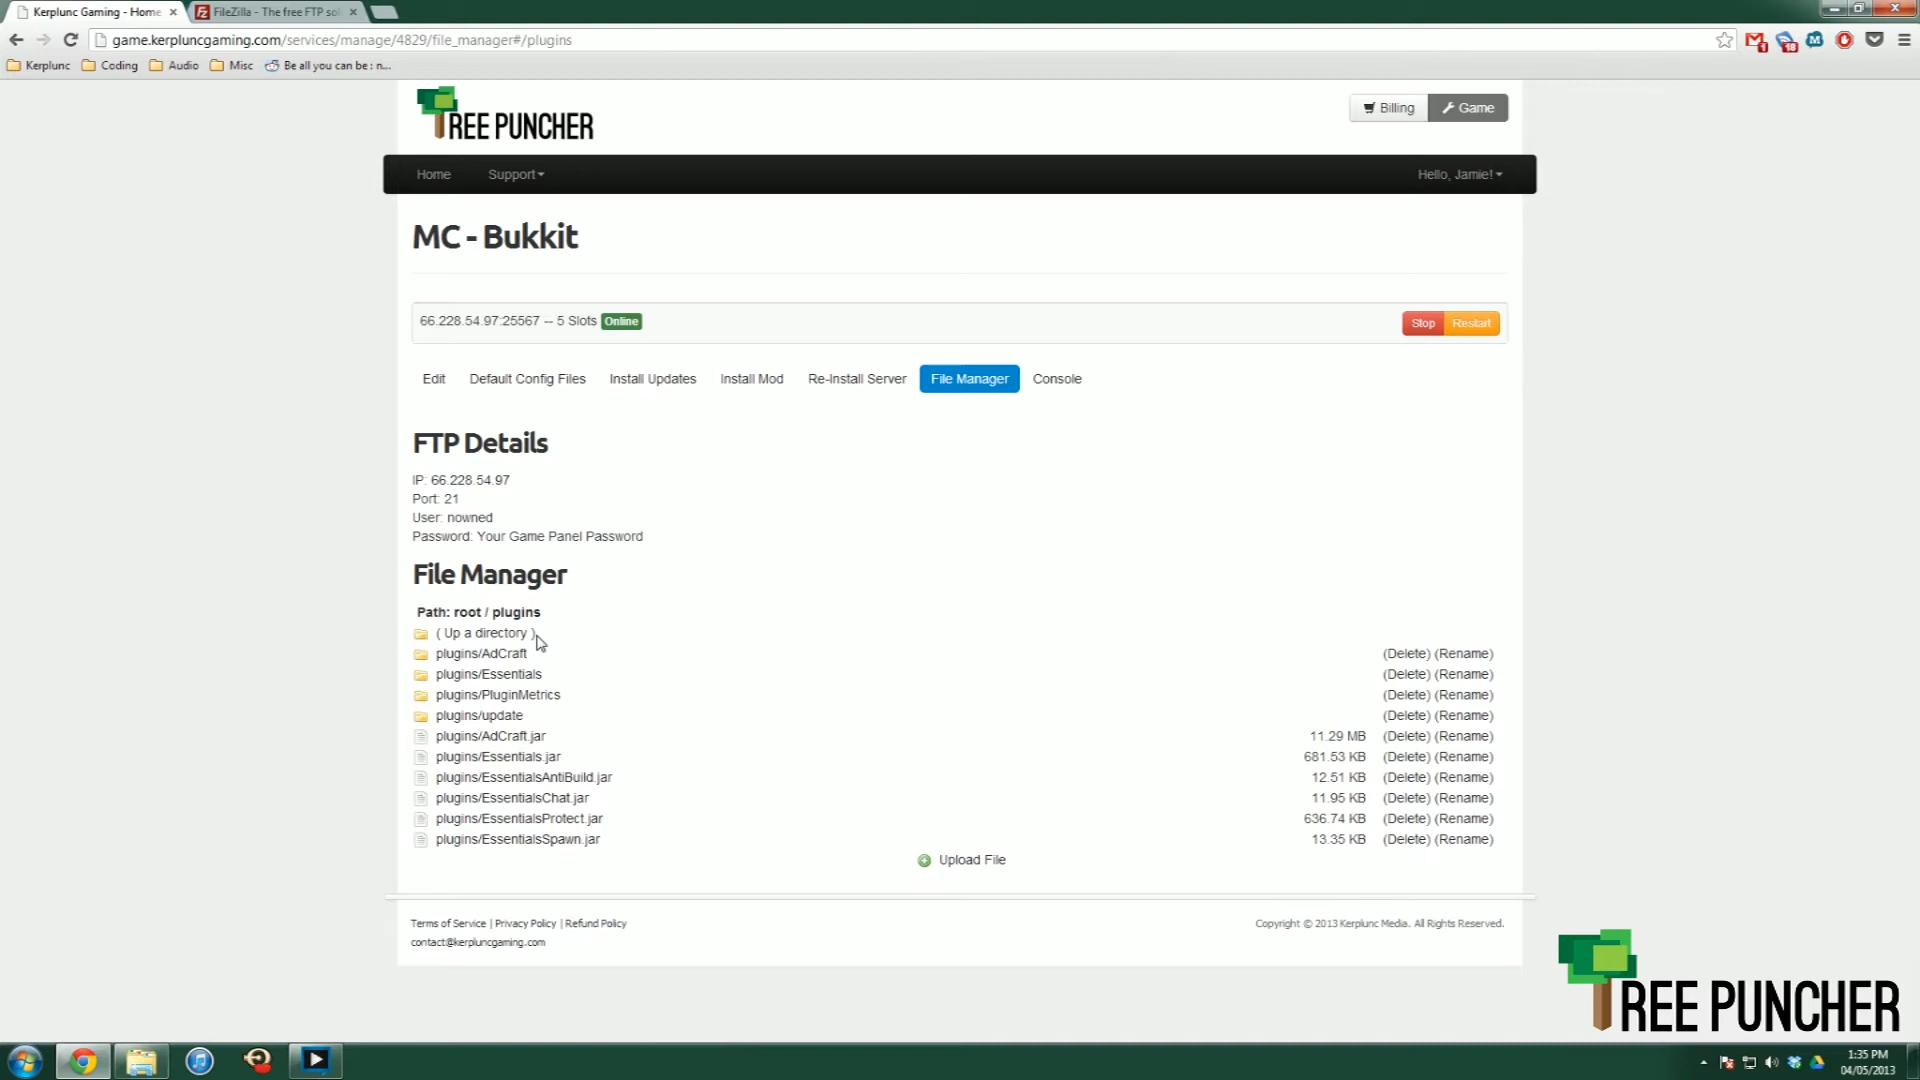 Kerplunc Gaming - Home
FileZilla - The free FTP sol
game.kerpluncgaming.com/services/manage/4829/file_manager#/plugins
Kerplunc
Coding
Audio
Misc
Be all you can be : n...
REE PUNCHER
Billing
Game
Home
Support
Hello, Jamie!
MC - Bukkit
66.228.54.97:25567 -- 5 Slots Online
Stop
Restart
Edit
Default Config Files
Install Updates
Install Mod
Re-Install Server
File Manager
Console
FTP Details
IP: 66.228.54.97
Port: 21
User: nowned
Password: Your Game Panel Password
File Manager
Path: root / plugins
( Up a directory )
plugins/AdCraft (Delete) (Rename)
plugins/Essentials (Delete) (Rename)
plugins/PluginMetrics (Delete) (Rename)
plugins/update (Delete) (Rename)
plugins/AdCraft.jar 11.29 MB (Delete) (Rename)
plugins/Essentials.jar 681.53 KB (Delete) (Rename)
plugins/EssentialsAntiBuild.jar 12.51 KB (Delete) (Rename)
plugins/EssentialsChat.jar 11.95 KB (Delete) (Rename)
plugins/EssentialsProtect.jar 636.74 KB (Delete) (Rename)
plugins/EssentialsSpawn.jar 13.35 KB (Delete) (Rename)
Upload File
Terms of Service | Privacy Policy | Refund Policy
contact@kerpluncgaming.com
Copyright © 2013 Kerplunc Media. All Rights Reserved.
REE PUNCHER
1:35 PM
04/05/2013